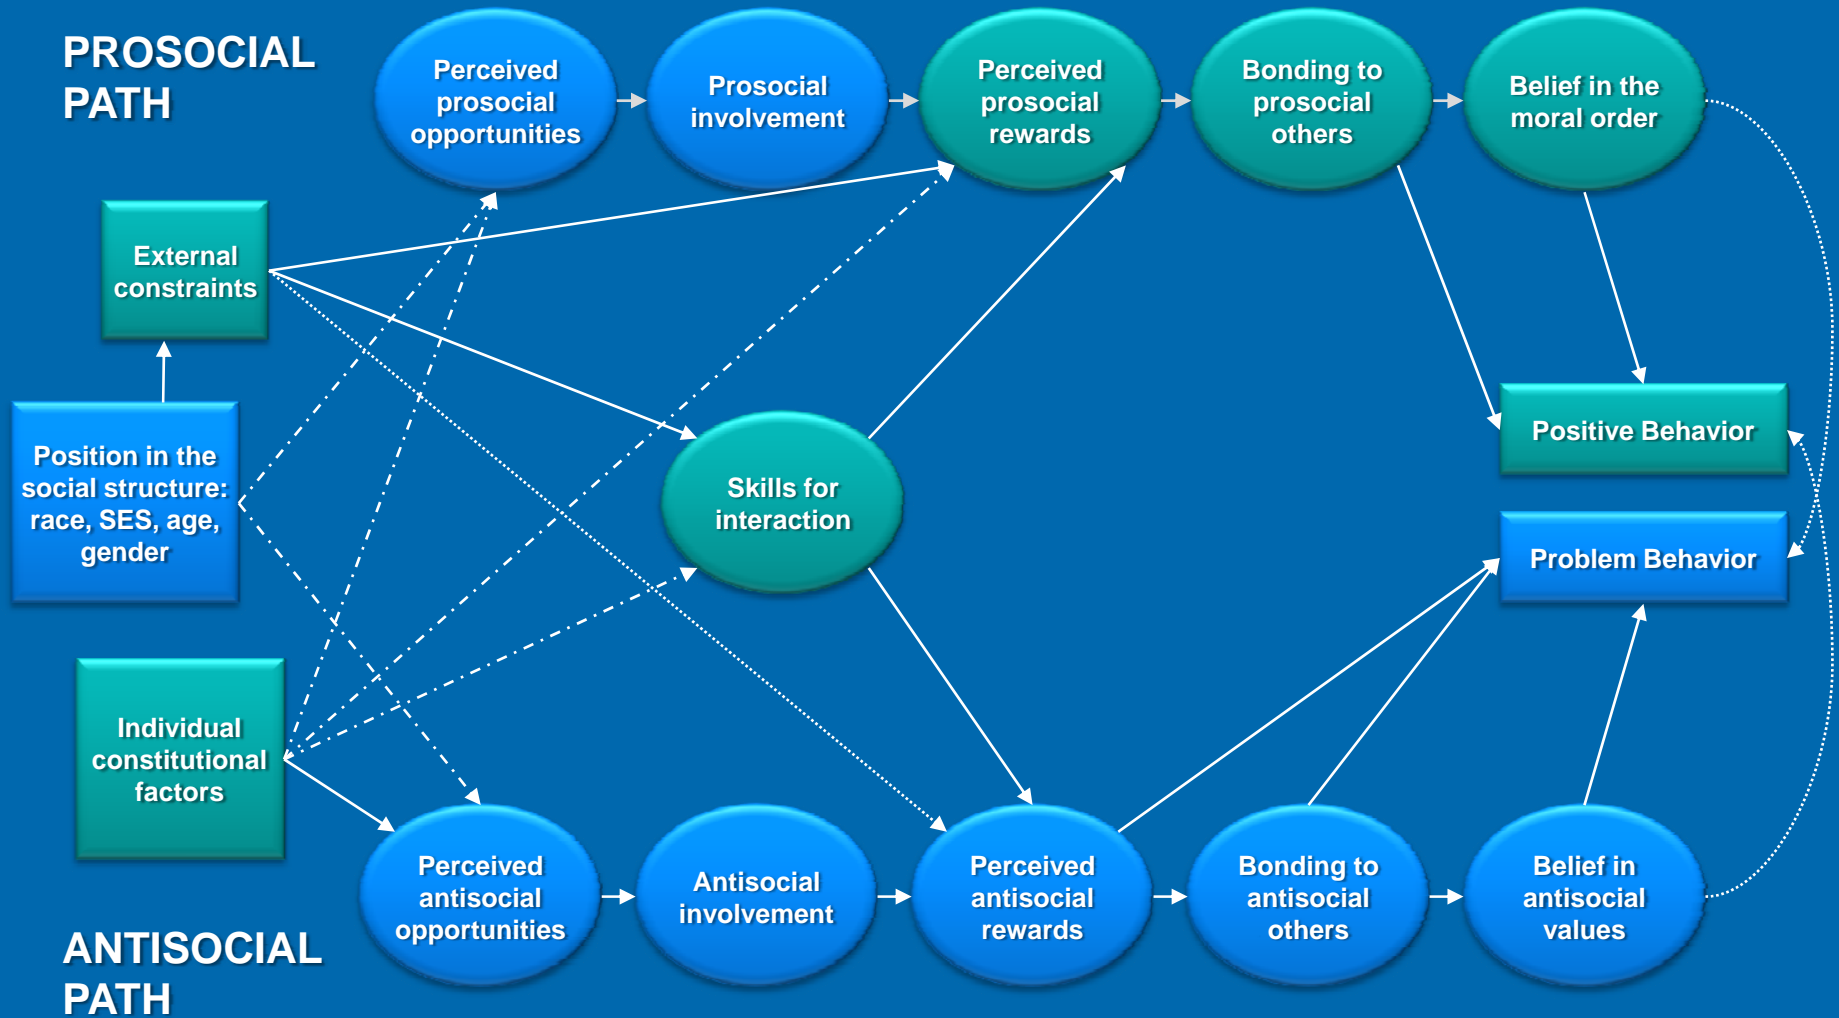 PROSOCIAL
PATH
Perceived
prosocial
opportunities
Prosocial
involvement
Perceived
prosocial
rewards
Bonding to
prosocial
others
Belief in the
moral order
External
constraints
Position in the
social structure:
race, SES, age,
gender
Skills for
interaction
Positive Behavior
Problem Behavior
Individual
constitutional
factors
Perceived
antisocial
opportunities
Antisocial
involvement
Perceived
antisocial
rewards
Bonding to
antisocial
others
Belief in
antisocial
values
ANTISOCIAL
PATH